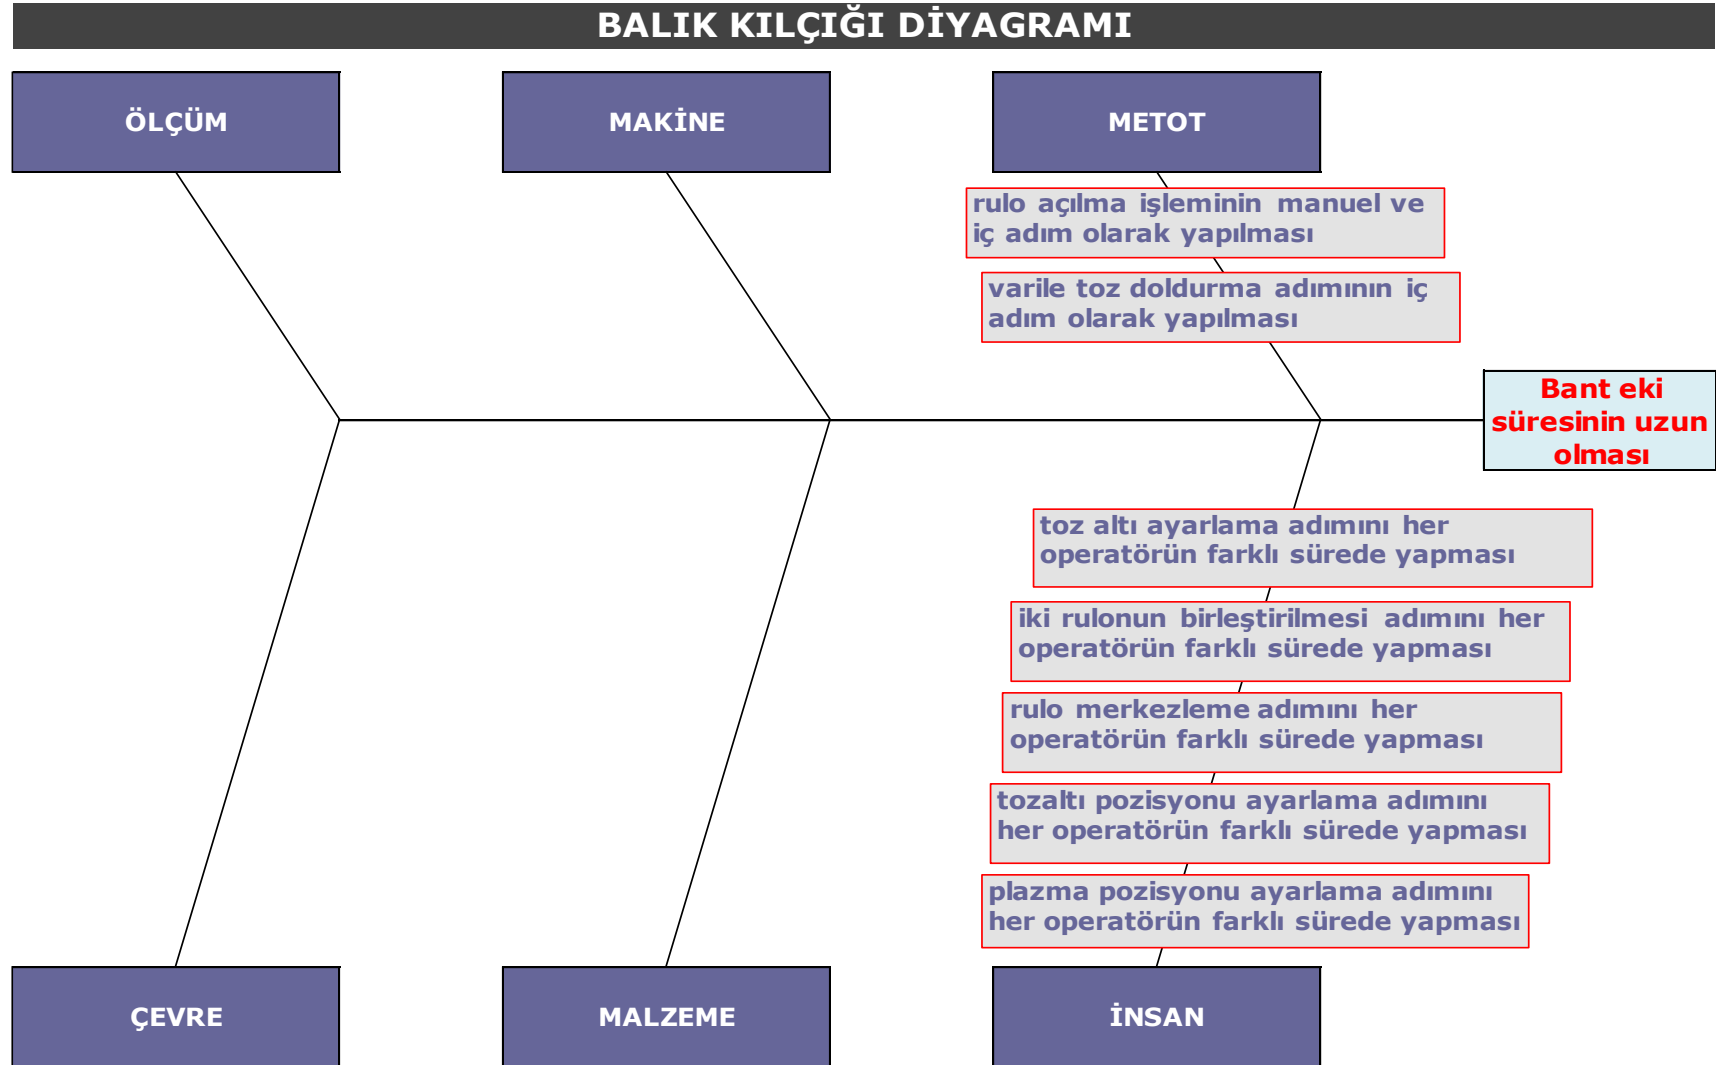 BALIK KILÇIĞI DİYAGRAMI
ÖLÇÜM
MAKİNE
METOT
rulo açılma işleminin manuel ve
iç adım olarak yapılması
varile toz doldurma adımının iç
adım olarak yapılması
Bant eki
süresinin uzun
olması
toz altı ayarlama adımını her
operatörün farklı sürede yapması
iki rulonun birleştirilmesi adımını her
operatörün farklı sürede yapması
rulo merkezleme adımını her
operatörün farklı sürede yapması
tozaltı pozisyonu ayarlama adımını
her operatörün farklı sürede yapması
plazma pozisyonu ayarlama adımını
her operatörün farklı sürede yapması
ÇEVRE
MALZEME
İNSAN